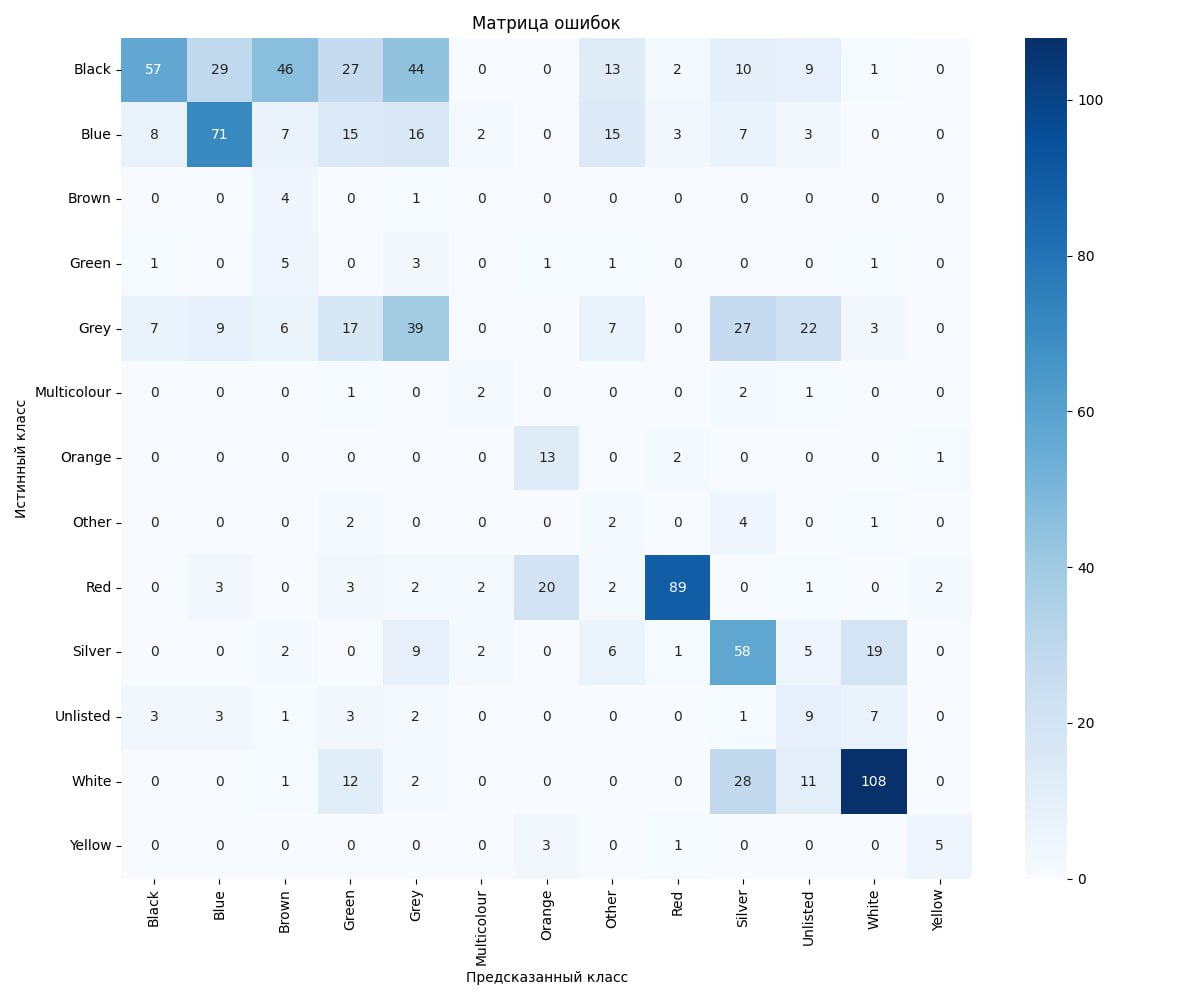 Матрица ошибок
Black 57 29 46 27 44 0 0 13 2 10 9 1 0
Blue 8 71 7 15 16 2 0 15 3 7 3 0 0
Brown 0 0 4 0 1 0 0 0 0 0 0 0 0
Green 1 0 5 0 3 0 1 1 0 0 0 1 0
Grey 7 9 6 17 39 0 0 7 0 27 22 3 0
Multicolour 0 0 0 1 0 2 0 0 0 2 1 0 0
Orange 0 0 0 0 0 0 13 0 2 0 0 0 1
Other 0 0 0 2 0 0 0 2 0 4 0 1 0
Red 0 3 0 3 2 2 20 2 89 0 1 0 2
Silver 0 0 2 0 9 2 0 6 1 58 5 19 0
Unlisted 3 3 1 3 2 0 0 0 0 1 9 7 0
White 0 0 1 12 2 0 0 0 0 28 11 108 0
Yellow 0 0 0 0 0 0 3 0 1 0 0 0 5
Black Blue Brown Green Grey Multicolour Orange Other Red Silver Unlisted White Yellow
Предсказанный класс
Истинный класс
100
80
60
40
20
0